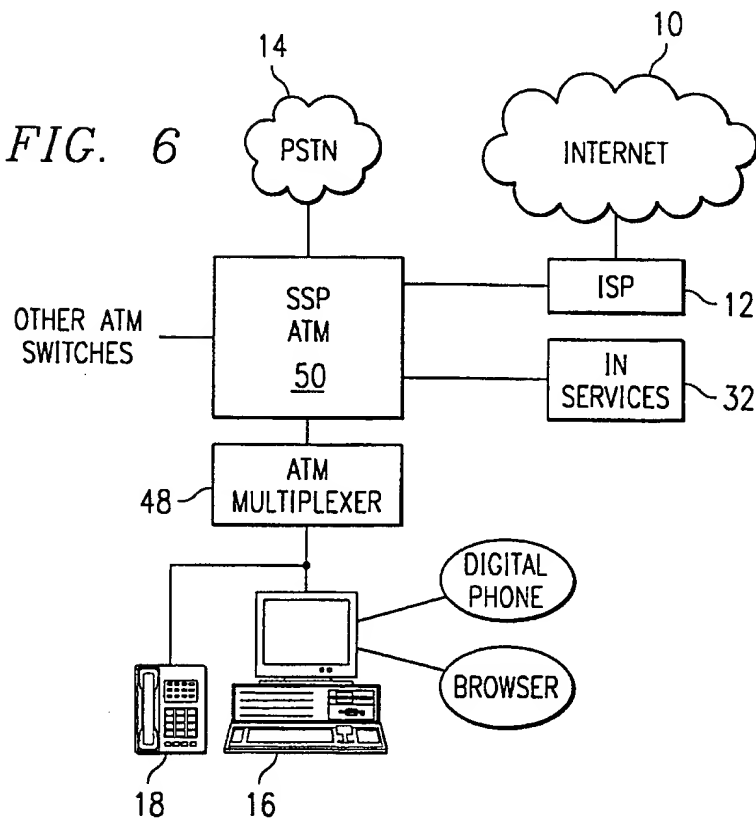 FIG. 6
14
10
PSTN
INTERNET
SSP
ATM
50
ISP
12
OTHER ATM
SWITCHES
IN
SERVICES
32
ATM
MULTIPLEXER
48
DIGITAL
PHONE
BROWSER
18
16